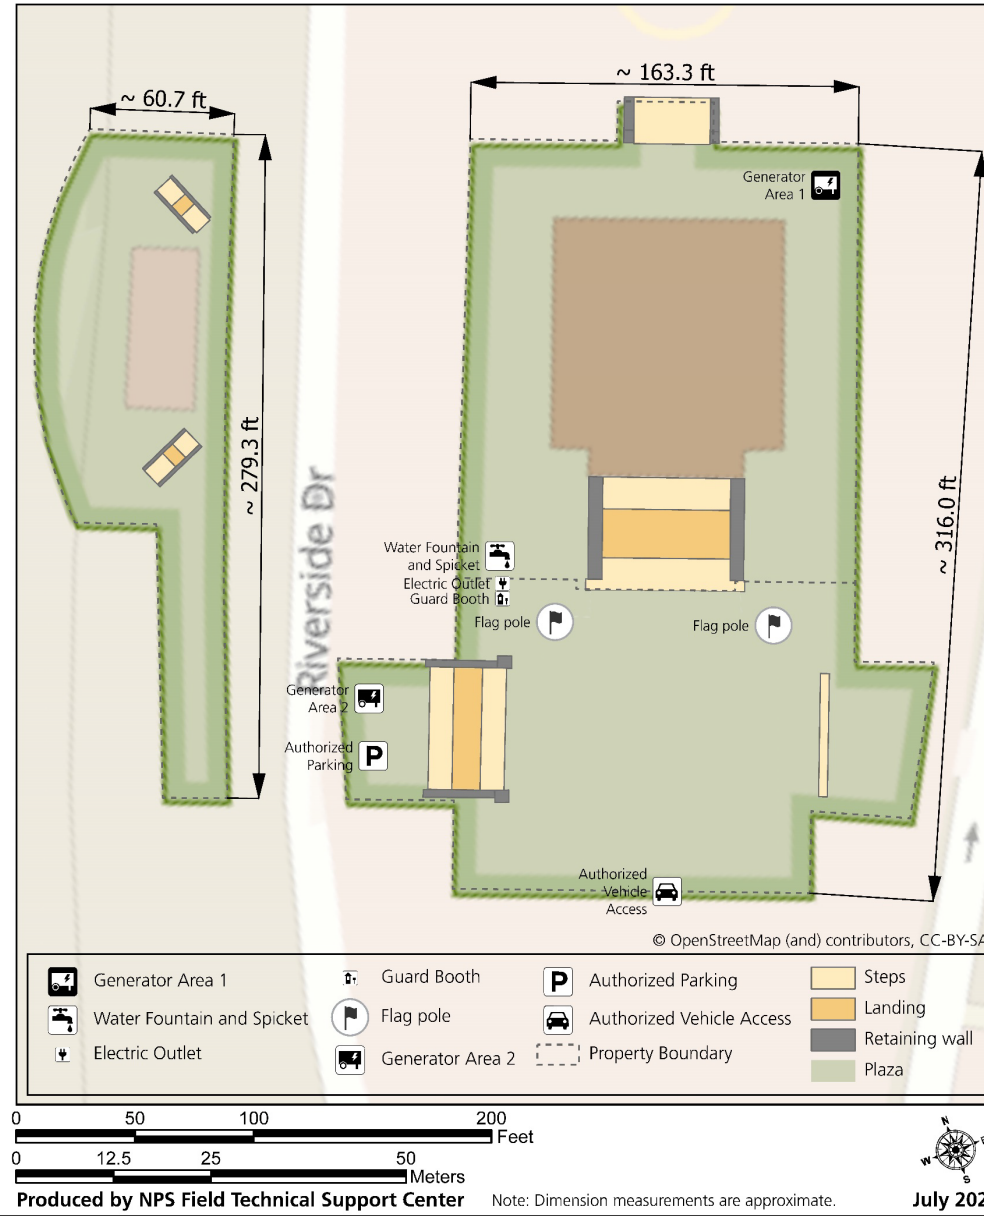 ~ 163.3 ft
~ 60.7 ft
Generator
Area 1
~ 279.3 ft
~ 316.0 ft
Riverside Dr
Water Fountain
and Spicket
Electric Outlet
Guard Booth
Flag pole
Flag pole
Generator
Area 2
Authorized
Parking
P
Authorized
Vehicle
Access
© OpenStreetMap (and) contributors, CC-BY-SA
Generator Area 1
Guard Booth
P
Authorized Parking
Steps
Water Fountain and Spicket
Flag pole
Authorized Vehicle Access
Landing
Electric Outlet
Generator Area 2
Property Boundary
Retaining wall
Plaza
0 50 100 200
Feet
0 12.5 25 50
Meters
N
W
S
Produced by NPS Field Technical Support Center
Note: Dimension measurements are approximate.
July 202